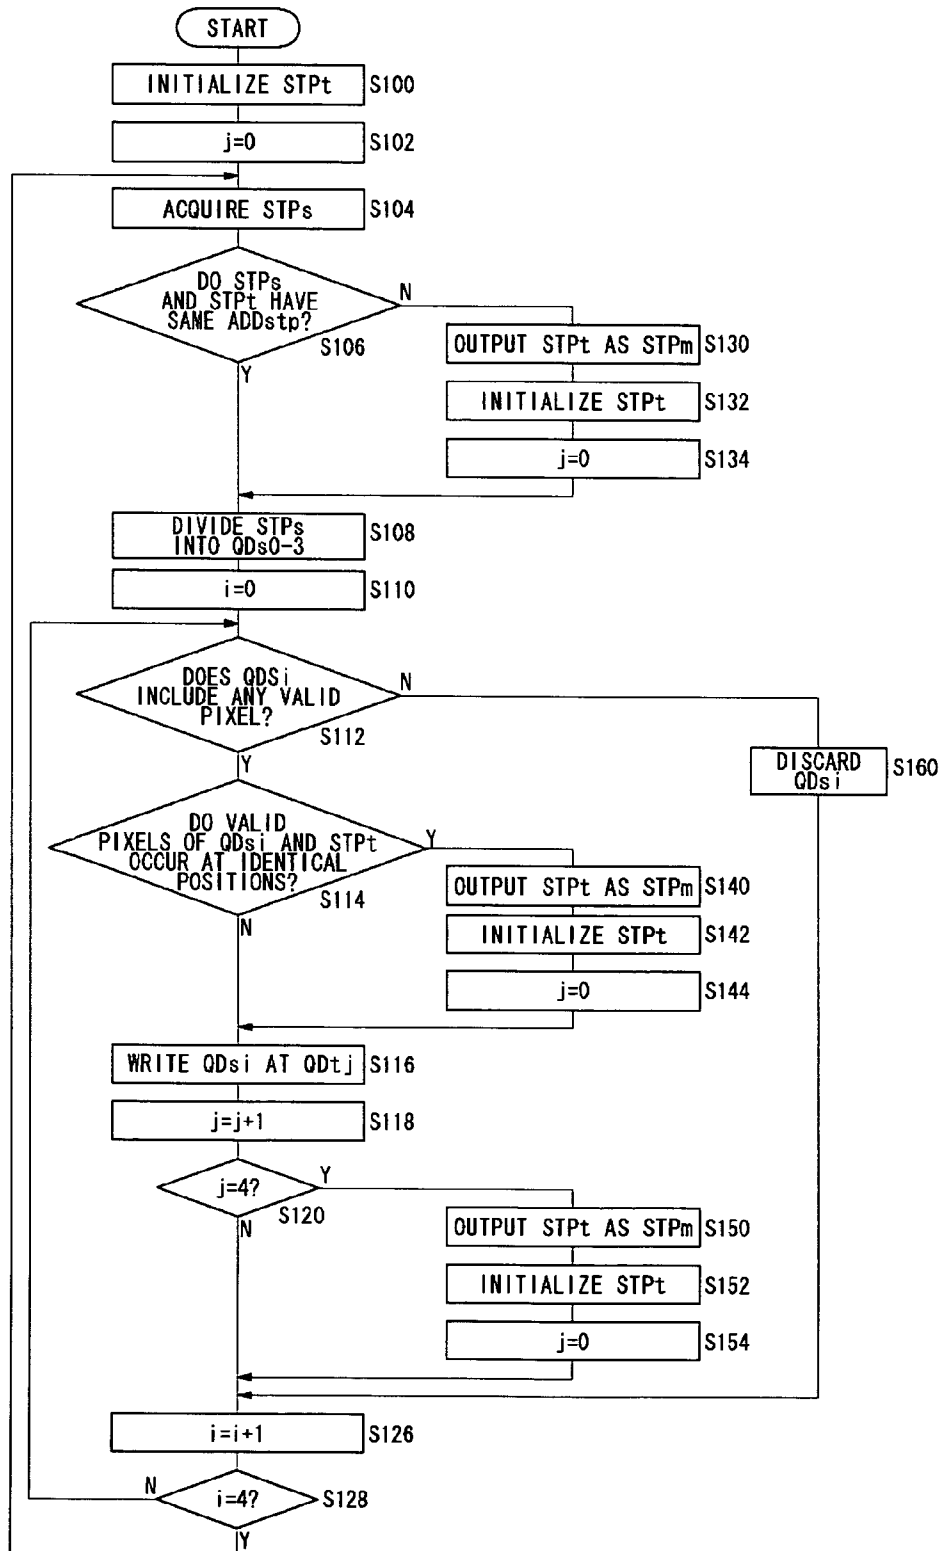 START
INITIALIZE STPt
S100
j=0
S102
ACQUIRE STPs
S104
DO STPs
AND STPt HAVE
SAME ADDstp?
S106
N
Y
OUTPUT STPt AS STPm
S130
INITIALIZE STPt
S132
j=0
S134
DIVIDE STPs
INTO QDs0-3
S108
i=0
S110
DOES QDSi
INCLUDE ANY VALID
PIXEL?
S112
N
Y
DISCARD
QDsi
S160
DO VALID
PIXELS OF QDsi AND STPt
OCCUR AT IDENTICAL
POSITIONS?
S114
Y
N
OUTPUT STPt AS STPm
S140
INITIALIZE STPt
S142
j=0
S144
WRITE QDsi AT QDtj
S116
j=j+1
S118
j=4?
S120
Y
N
OUTPUT STPt AS STPm
S150
INITIALIZE STPt
S152
j=0
S154
i=i+1
S126
N
i=4?
S128
Y